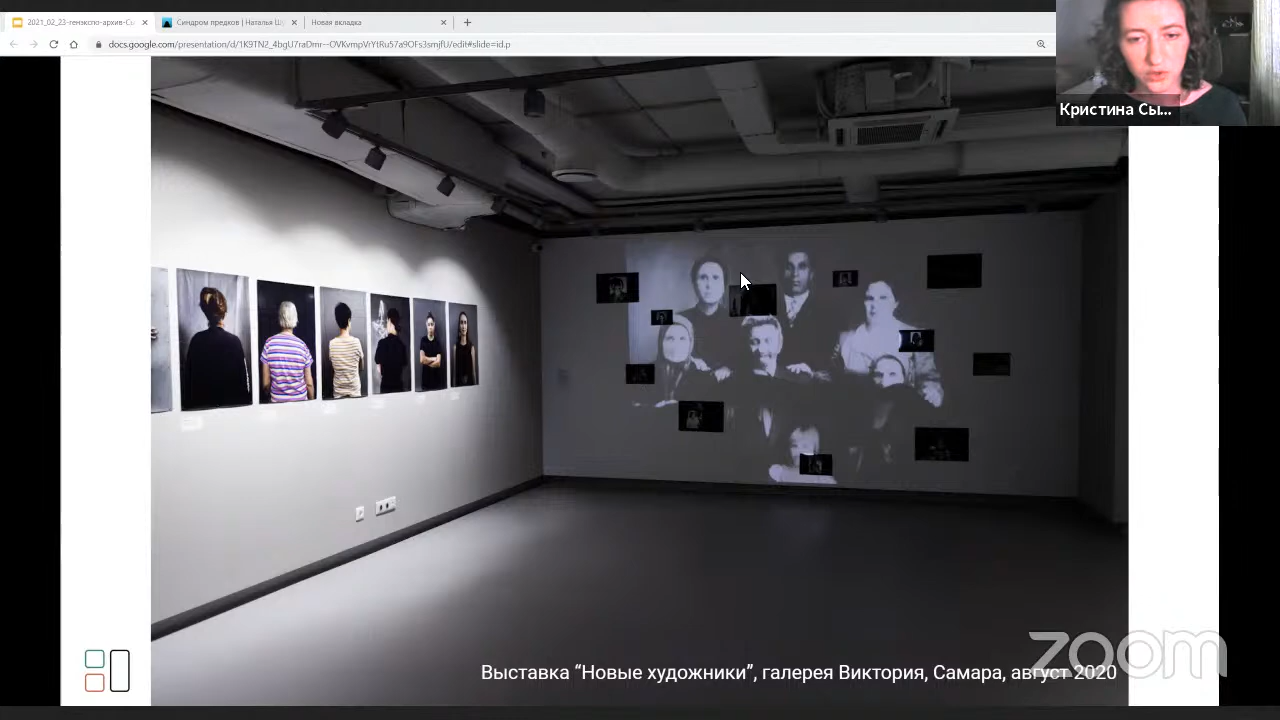 2021_02_23-генэкспо-архив-Сы
Синдром предков | Наталья Ш
Новая вкладка
docs.google.com/presentation/d/1K9TN2_4bgU7raDmr--OVKvmpVrYtRu57a9OFs3smjfU/edit#slide=id.p
Кристина Сы...
Выставка “Новые художники”, галерея Виктория, Самара, август 2020
zoom